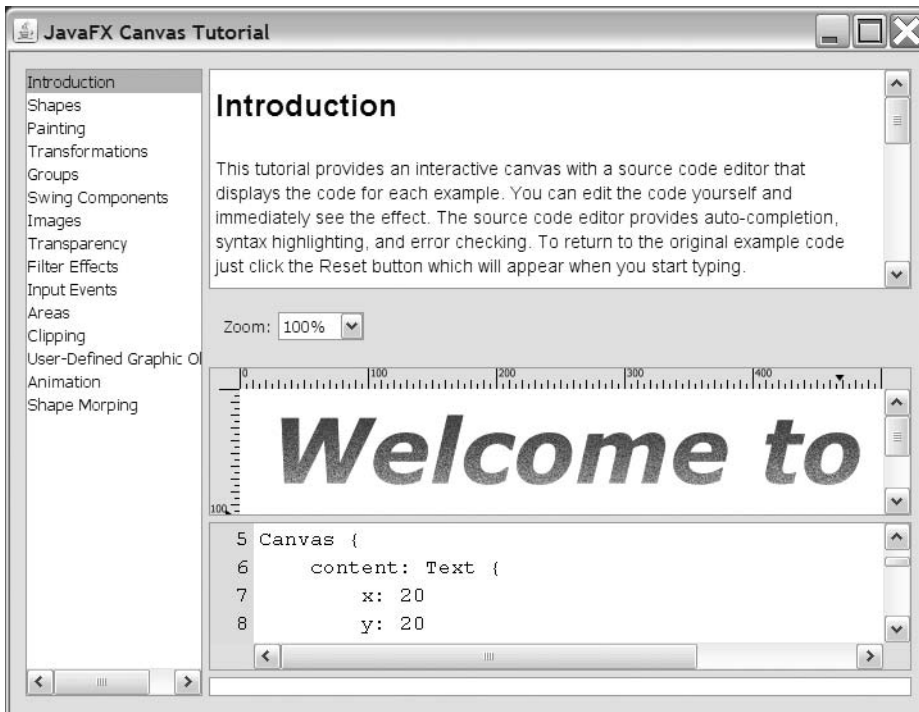 JavaFX Canvas Tutorial
Introduction
Shapes
Painting
Transformations
Groups
Swing Components
Images
Transparency
Filter Effects
Input Events
Areas
Clipping
User-Defined Graphic Ol
Animation
Shape Morping
Introduction
This tutorial provides an interactive canvas with a source code editor that
displays the code for each example. You can edit the code yourself and
immediately see the effect. The source code editor provides auto-completion,
syntax highlighting, and error checking. To return to the original example code
just click the Reset button which will appear when you start typing.
Zoom: 100%
0 100 200 300 400
Welcome to
100
5 Canvas {
6 content: Text {
7 x: 20
8 y: 20